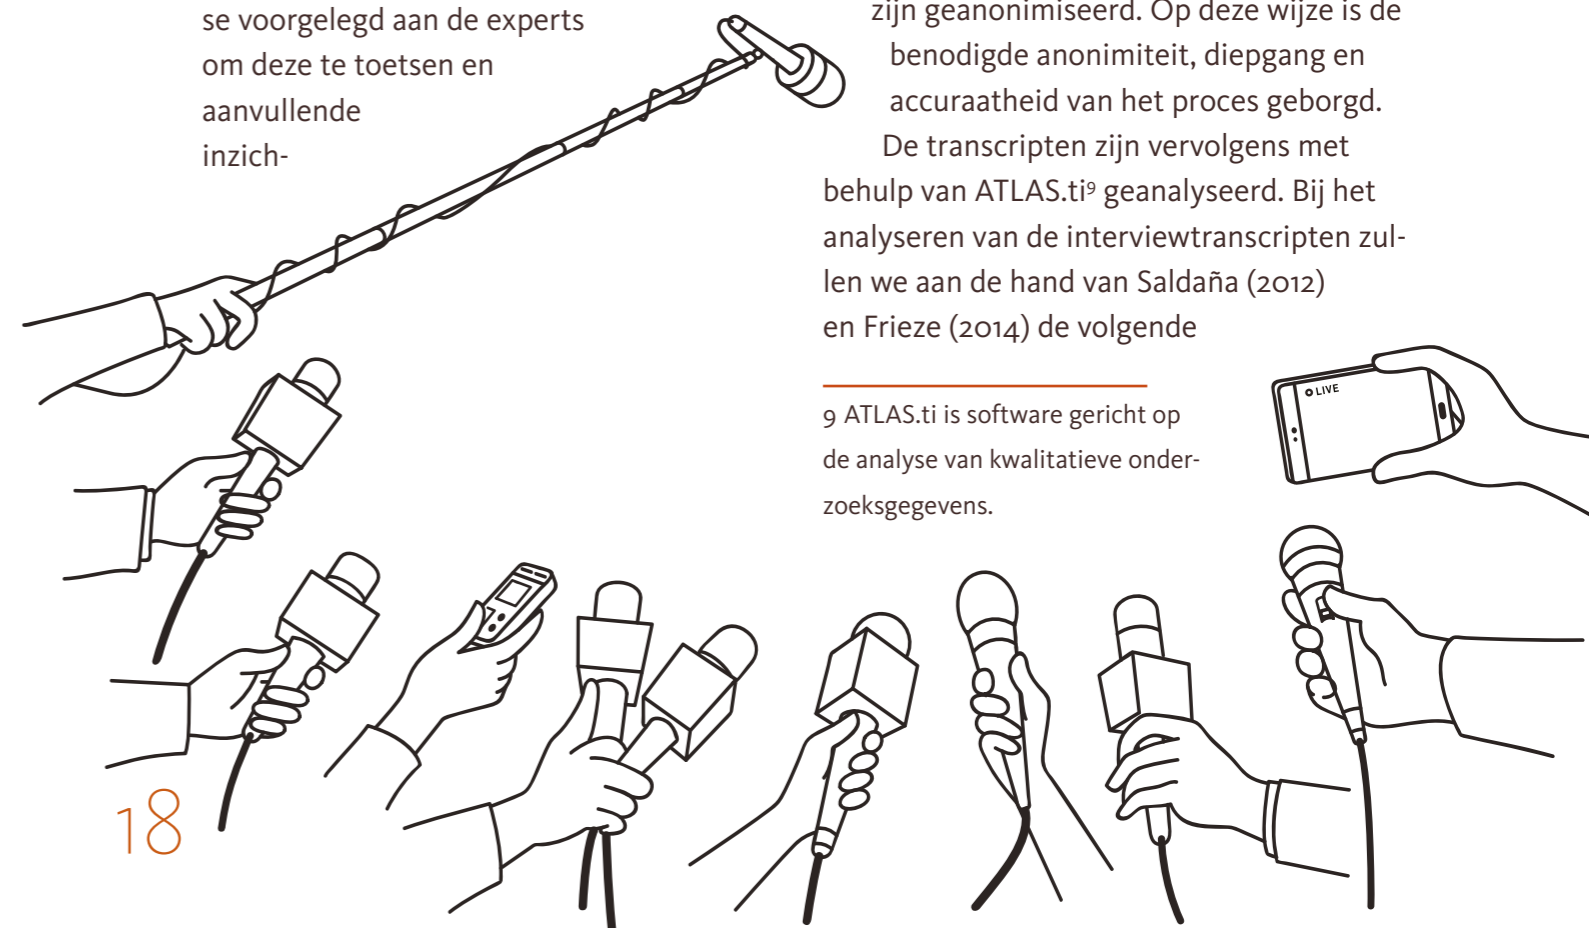 se voorgelegd aan de experts
om deze te toetsen en
aanvullende
inzich-
zijn geanonimiseerd. Op deze wijze is de
benodigde anonimiteit, diepgang en
accuraatheid van het proces geborgd.
De transcripten zijn vervolgens met
behulp van ATLAS.ti⁹ geanalyseerd. Bij het
analyseren van de interviewtranscripten zul-
len we aan de hand van Saldaña (2012)
en Frieze (2014) de volgende
9 ATLAS.ti is software gericht op
de analyse van kwalitatieve onder-
zoeksgegevens.
LIVE
18